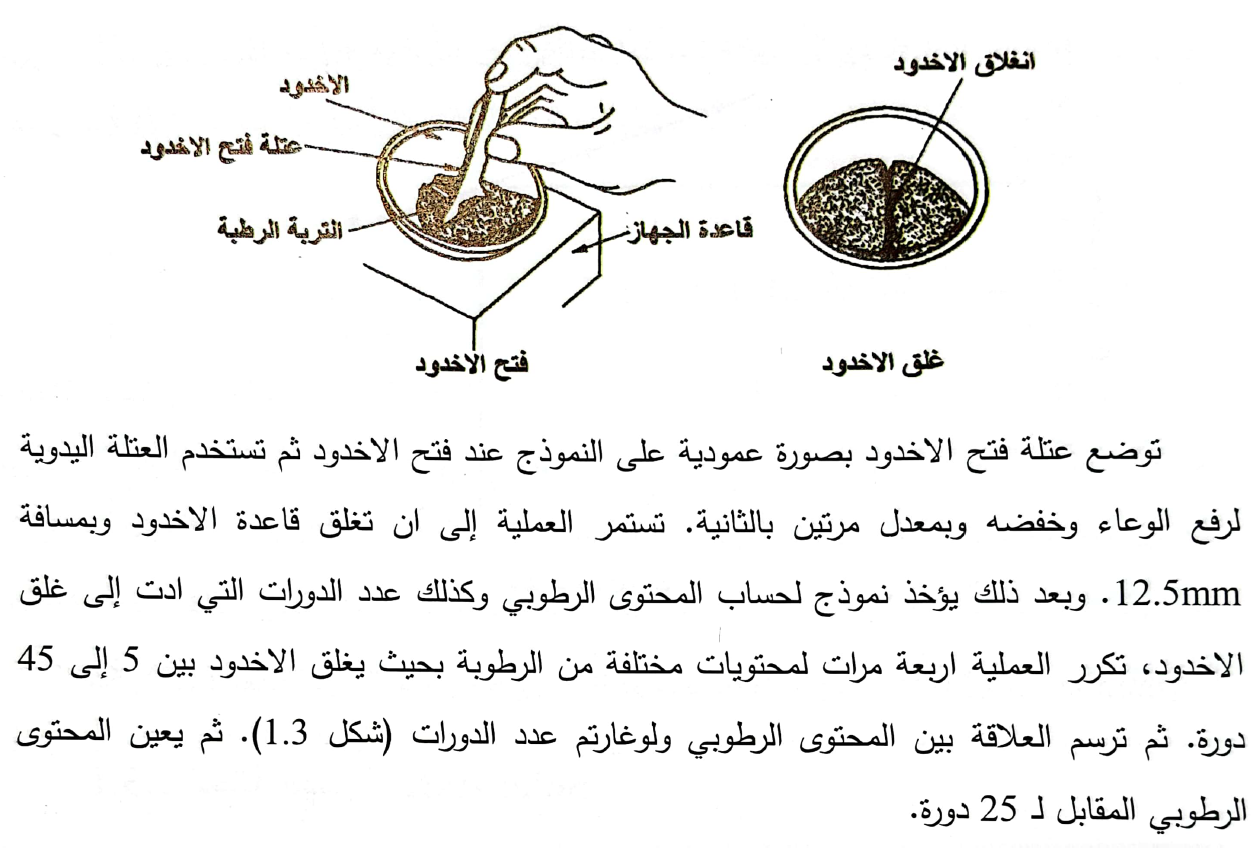 انغلاق الاخدود
الاخدود
عتلة فتح الاخدود
التربة الرطبة
قاعدة الجهاز
فتح الاخدود
غلق الاخدود
توضع عتلة فتح الاخدود بصورة عمودية على النموذج عند فتح الاخدود ثم تستخدم العتلة اليدوية
لرفع الوعاء وخفضه وبمعدل مرتين بالثانية. تستمر العملية إلى ان تغلق قاعدة الاخدود وبمسافة
12.5mm. وبعد ذلك يؤخذ نموذج لحساب المحتوى الرطوبي وكذلك عدد الدورات التي ادت إلى غلق
الاخدود، تكرر العملية اربعة مرات لمحتويات مختلفة من الرطوبة بحيث يغلق الاخدود بين 5 إلى 45
دورة. ثم ترسم العلاقة بين المحتوى الرطوبي ولوغارتم عدد الدورات (شكل 1.3). ثم يعين المحتوى
الرطوبي المقابل لـ 25 دورة.